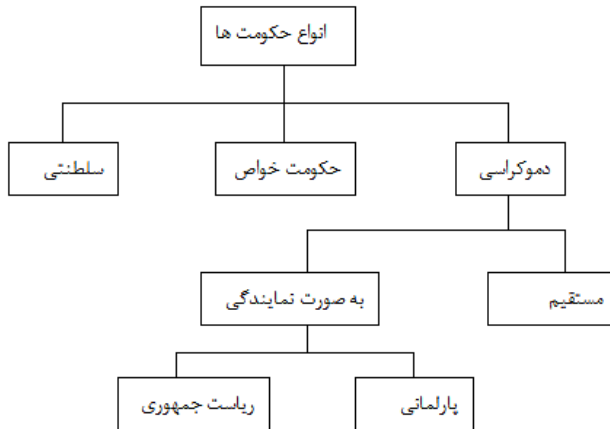 انواع حکومت ها
دموکراسی
حکومت خواص
سلطنتی
مستقیم
به صورت نمایندگی
پارلمانی
ریاست جمهوری